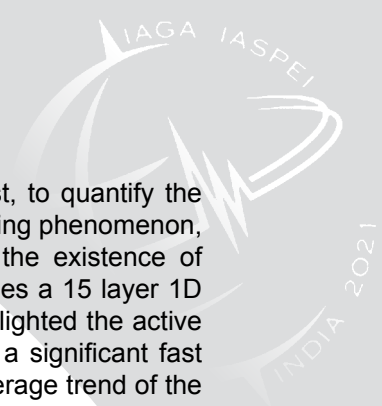 IAGA IASPEI
INDIA 2021
st, to quantify the
ing phenomenon,
the existence of
es a 15 layer 1D
lighted the active
a significant fast
erage trend of the